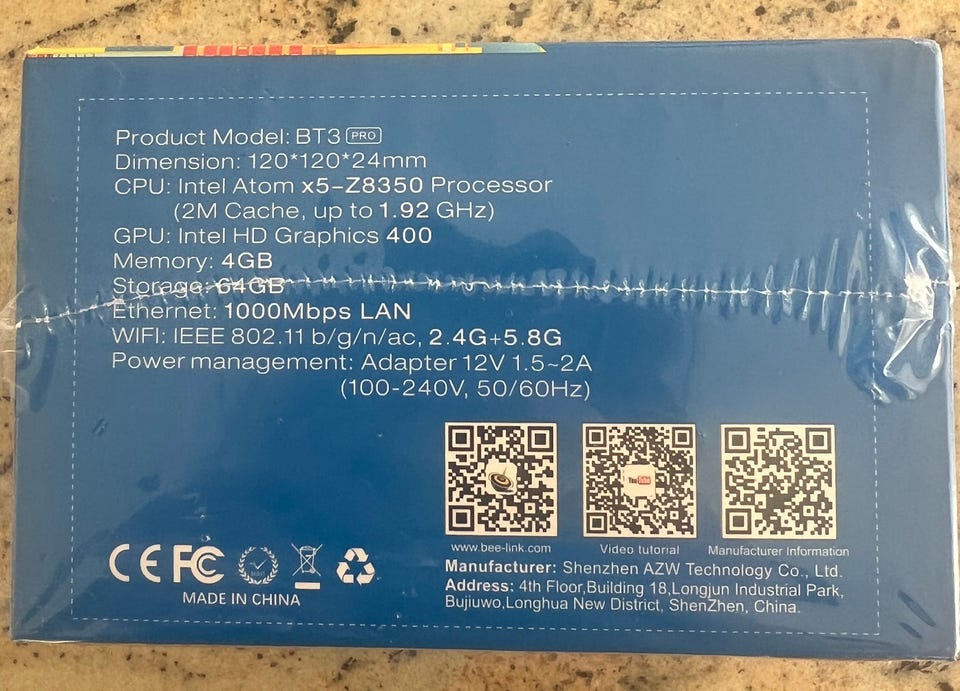 Product Model: BT3 PRO
Dimension: 120*120*24mm
CPU: Intel Atom x5-Z8350 Processor
(2M Cache, up to 1.92 GHz)
GPU: Intel HD Graphics 400
Memory: 4GB
Storage: 64GB
Ethernet: 1000Mbps LAN
WIFI: IEEE 802.11 b/g/n/ac, 2.4G+5.8G
Power management: Adapter 12V 1.5~2A
(100-240V, 50/60Hz)
YouTube
www.bee-link.com
Video tutorial
Manufacturer Information
CE FC
MADE IN CHINA
Manufacturer: Shenzhen AZW Technology Co., Ltd.
Address: 4th Floor,Building 18,Longjun Industrial Park,
Bujiuwo,Longhua New District, ShenZhen, China.